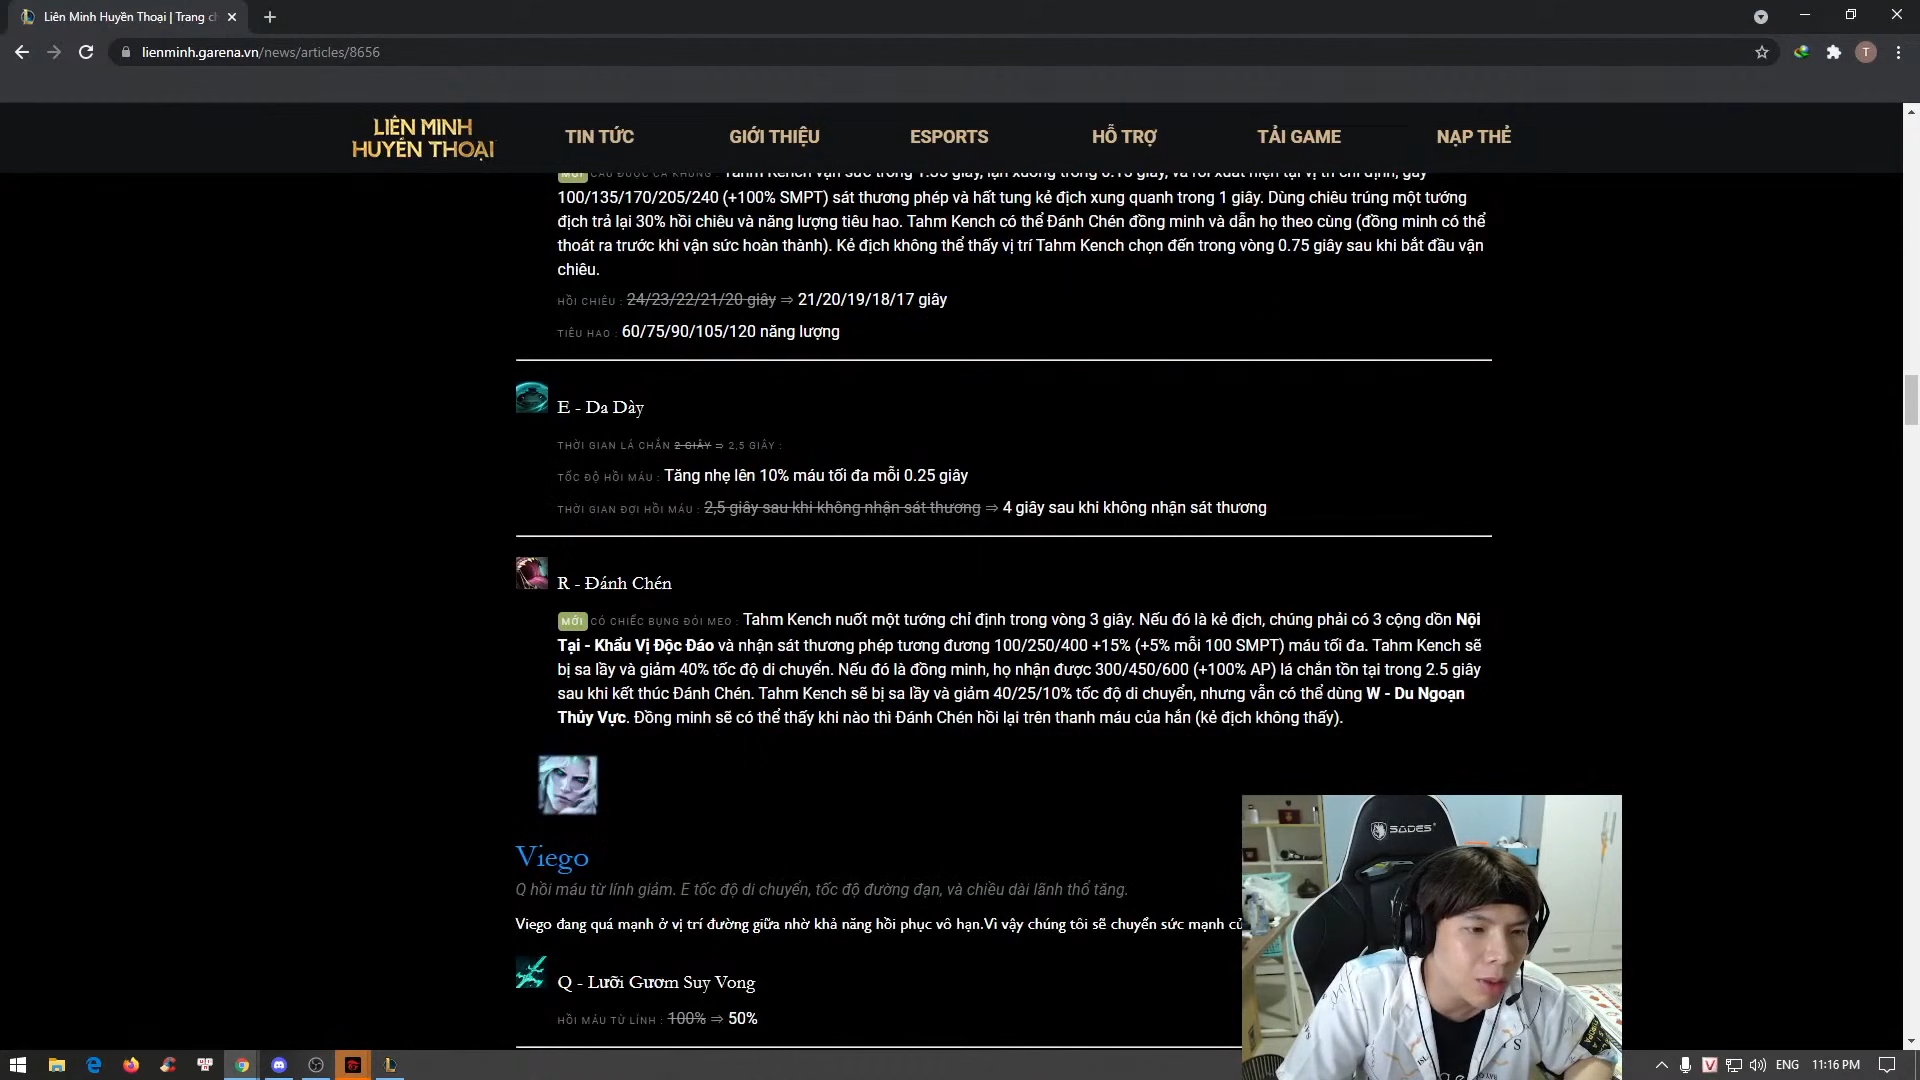 Liên Minh Huyền Thoại | Trang ch
lienminh.garena.vn/news/articles/8656
LIÊN MINH
HUYỀN THOẠI
TIN TỨC
GIỚI THIỆU
ESPORTS
HỖ TRỢ
TẢI GAME
NẠP THẺ
100/135/170/205/240 (+100% SMPT) sát thương phép và hất tung kẻ địch xung quanh trong 1 giây. Dùng chiêu trúng một tướng
địch trả lại 30% hồi chiêu và năng lượng tiêu hao. Tahm Kench có thể Đánh Chén đồng minh và dẫn họ theo cùng (đồng minh có thể
thoát ra trước khi vận sức hoàn thành). Kẻ địch không thể thấy vị trí Tahm Kench chọn đến trong vòng 0.75 giây sau khi bắt đầu vận
chiêu.
HỒI CHIÊU : 24/23/22/21/20 giây ⇒ 21/20/19/18/17 giây
TIÊU HAO : 60/75/90/105/120 năng lượng
E - Da Dày
THỜI GIAN LÁ CHẮN 2 GIÂY ⇒ 2,5 GIÂY :
TỐC ĐỘ HỒI MÁU : Tăng nhẹ lên 10% máu tối đa mỗi 0.25 giây
THỜI GIAN ĐỢI HỒI MÁU : 2,5 giây sau khi không nhận sát thương ⇒ 4 giây sau khi không nhận sát thương
R - Đánh Chén
MỚI CÓ CHIẾC BỤNG ĐÓI MEO : Tahm Kench nuốt một tướng chỉ định trong vòng 3 giây. Nếu đó là kẻ địch, chúng phải có 3 cộng dồn Nội
Tại - Khẩu Vị Độc Đáo và nhận sát thương phép tương đương 100/250/400 +15% (+5% mỗi 100 SMPT) máu tối đa. Tahm Kench sẽ
bị sa lầy và giảm 40% tốc độ di chuyển. Nếu đó là đồng minh, họ nhận được 300/450/600 (+100% AP) lá chắn tồn tại trong 2.5 giây
sau khi kết thúc Đánh Chén. Tahm Kench sẽ bị sa lầy và giảm 40/25/10% tốc độ di chuyển, nhưng vẫn có thể dùng W - Du Ngoạn
Thủy Vực. Đồng minh sẽ có thể thấy khi nào thì Đánh Chén hồi lại trên thanh máu của hắn (kẻ địch không thấy).
Viego
Q hồi máu từ lính giảm. E tốc độ di chuyển, tốc độ đường đạn, và chiều dài lãnh thổ tăng.
Viego đang quá mạnh ở vị trí đường giữa nhờ khả năng hồi phục vô hạn.Vì vậy chúng tôi sẽ chuyển sức mạnh củ
Q - Lưỡi Gươm Suy Vong
HỒI MÁU TỪ LÍNH : 100% ⇒ 50%
SADES
T
V
ENG
11:16 PM